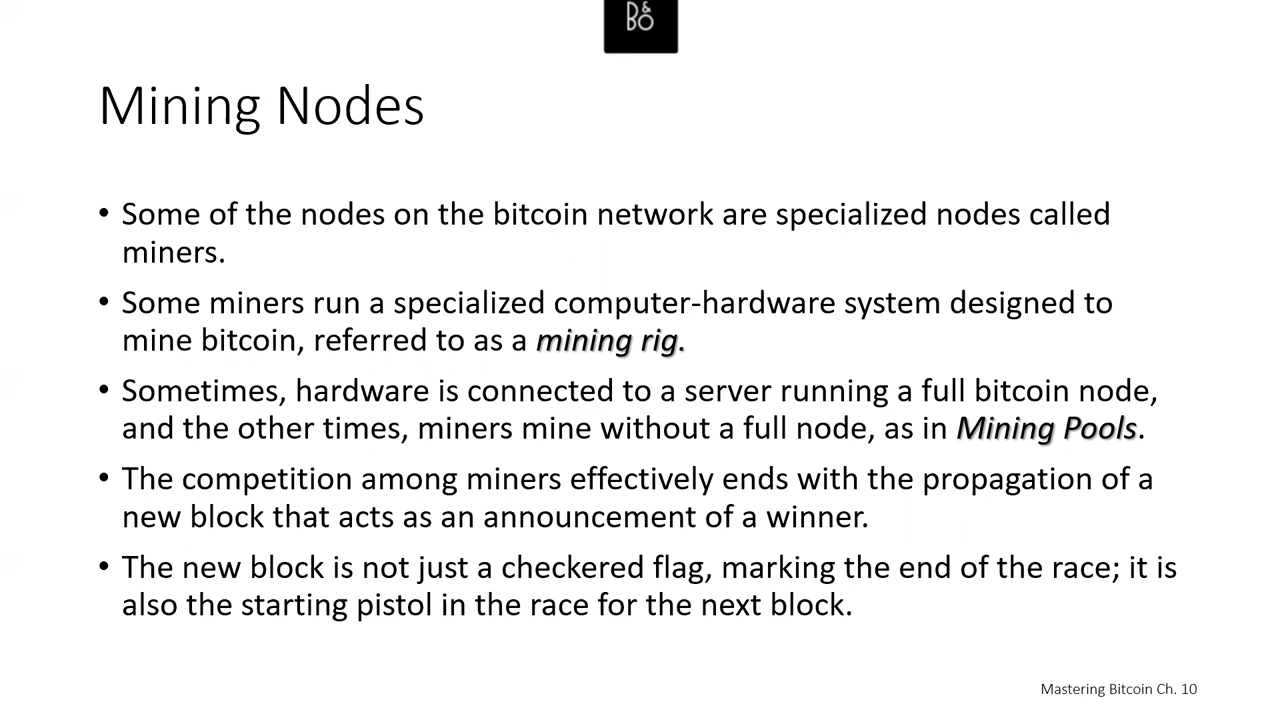 B&O
Mining Nodes
• Some of the nodes on the bitcoin network are specialized nodes called
miners.
• Some miners run a specialized computer-hardware system designed to
mine bitcoin, referred to as a mining rig.
• Sometimes, hardware is connected to a server running a full bitcoin node,
and the other times, miners mine without a full node, as in Mining Pools.
• The competition among miners effectively ends with the propagation of a
new block that acts as an announcement of a winner.
• The new block is not just a checkered flag, marking the end of the race; it is
also the starting pistol in the race for the next block.
Mastering Bitcoin Ch. 10